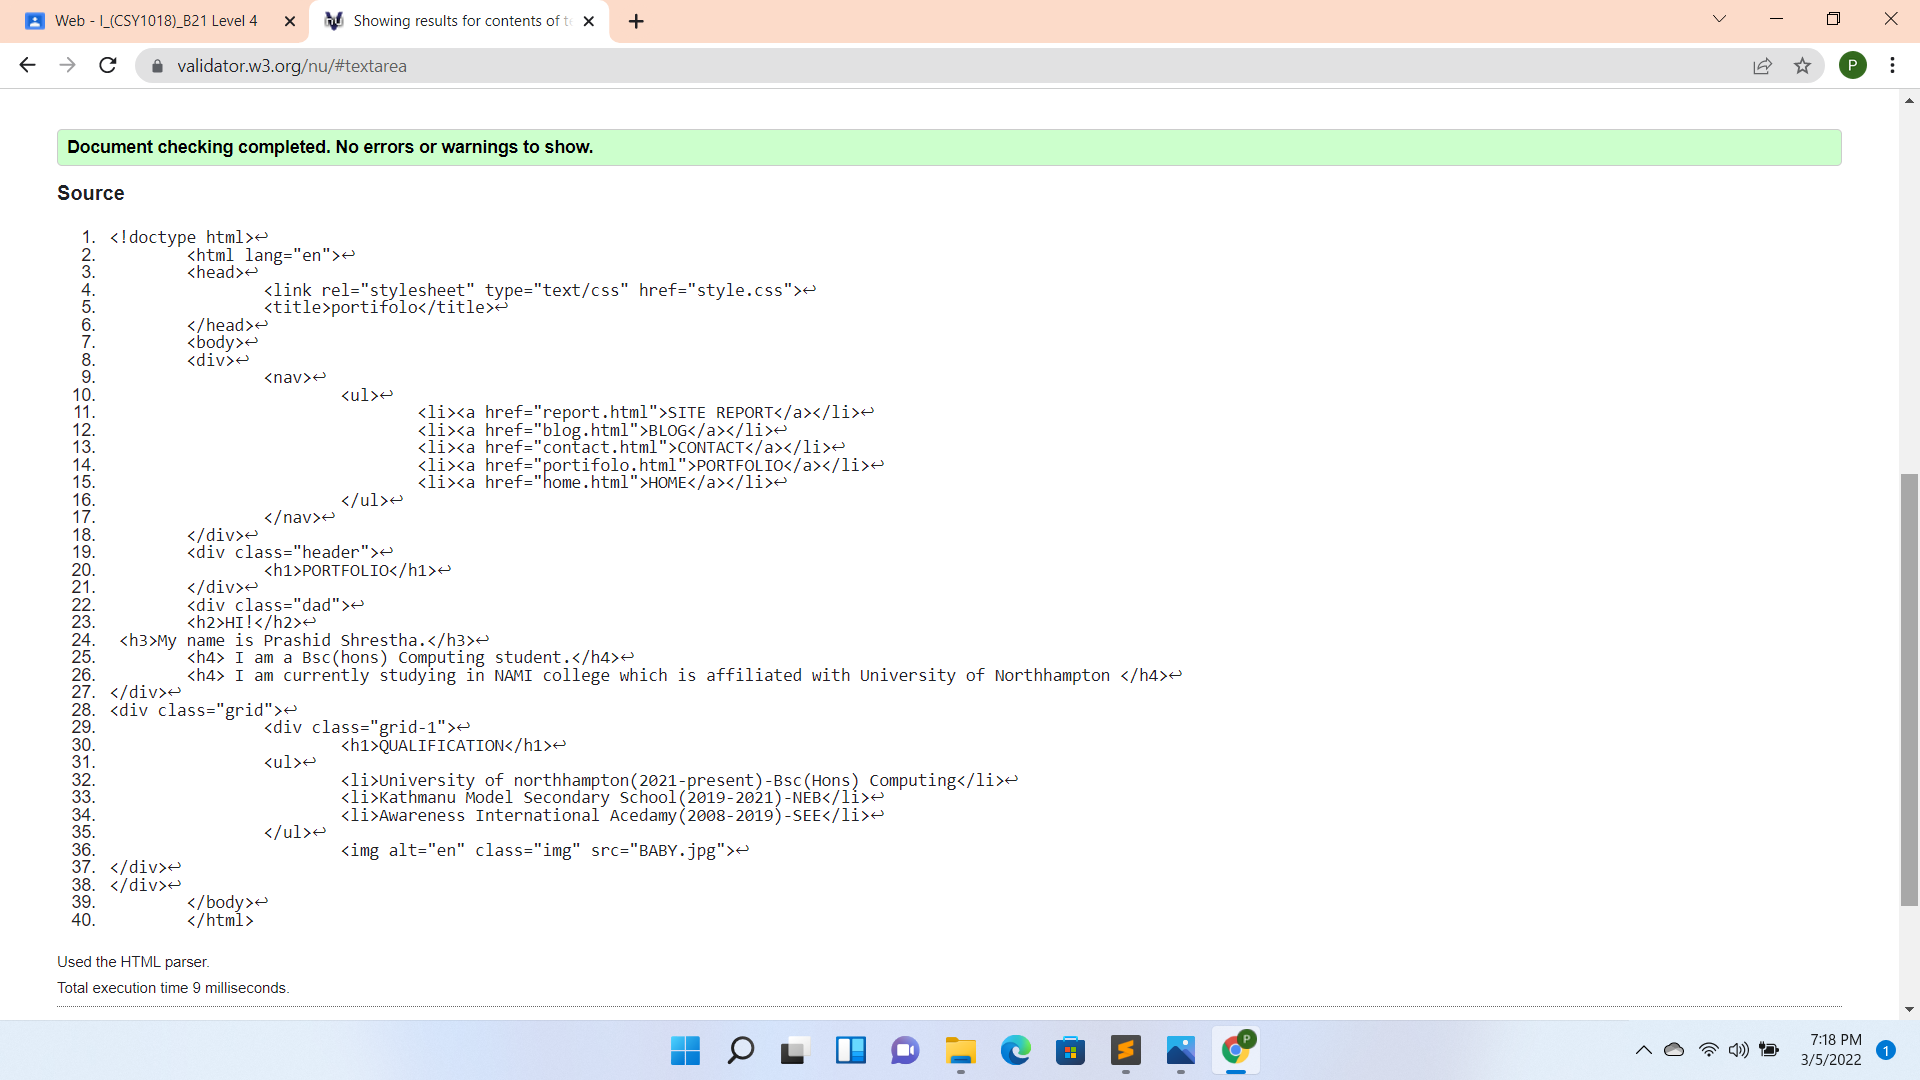 Web - I_(CSY1018)_B21 Level 4
Showing results for contents of t
validator.w3.org/nu/#textarea
P
Document checking completed. No errors or warnings to show.
Source
1. <!doctype html>↩
2. <html lang="en">↩
3. <head>↩
4. <link rel="stylesheet" type="text/css" href="style.css">↩
5. <title>portifolo</title>↩
6. </head>↩
7. <body>↩
8. <div>↩
9. <nav>↩
10. <ul>↩
11. <li><a href="report.html">SITE REPORT</a></li>↩
12. <li><a href="blog.html">BLOG</a></li>↩
13. <li><a href="contact.html">CONTACT</a></li>↩
14. <li><a href="portifolo.html">PORTFOLIO</a></li>↩
15. <li><a href="home.html">HOME</a></li>↩
16. </ul>↩
17. </nav>↩
18. </div>↩
19. <div class="header">↩
20. <h1>PORTFOLIO</h1>↩
21. </div>↩
22. <div class="dad">↩
23. <h2>HI!</h2>↩
24. <h3>My name is Prashid Shrestha.</h3>↩
25. <h4> I am a Bsc(hons) Computing student.</h4>↩
26. <h4> I am currently studying in NAMI college which is affiliated with University of Northhampton </h4>↩
27. </div>↩
28. <div class="grid">↩
29. <div class="grid-1">↩
30. <h1>QUALIFICATION</h1>↩
31. <ul>↩
32. <li>University of northhampton(2021-present)-Bsc(Hons) Computing</li>↩
33. <li>Kathmanu Model Secondary School(2019-2021)-NEB</li>↩
34. <li>Awareness International Acedamy(2008-2019)-SEE</li>↩
35. </ul>↩
36. <img alt="en" class="img" src="BABY.jpg">↩
37. </div>↩
38. </div>↩
39. </body>↩
40. </html>
Used the HTML parser.
Total execution time 9 milliseconds.
P
7:18 PM
3/5/2022
1